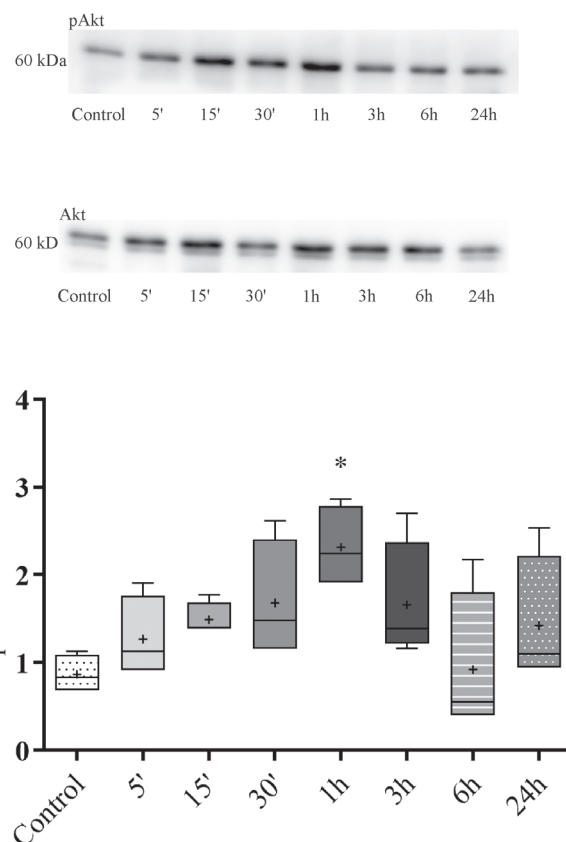 pAkt
60 kDa
Control 5' 15' 30' 1h 3h 6h 24h
Akt
60 kD
Control 5' 15' 30' 1h 3h 6h 24h
4
*
3
2
1
0
Control 5' 15' 30' 1h 3h 6h 24h